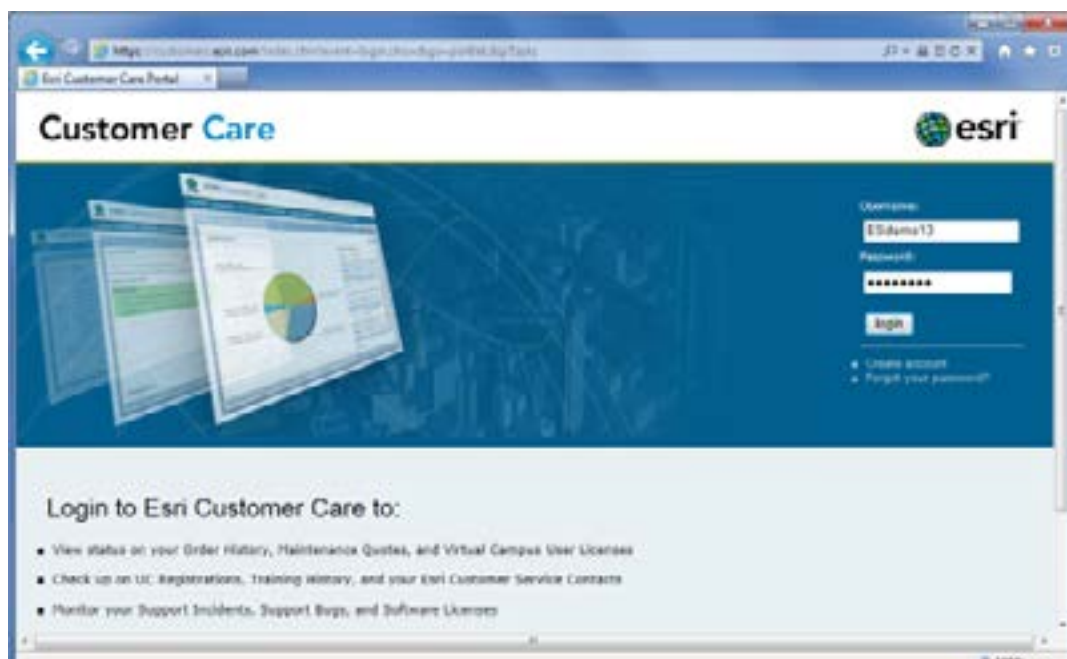 Esri Customer Care Portal
Customer Care
esri
Username:
ESdemo13
Password:
login
Create account
Forgot your password?
Login to Esri Customer Care to:
View status on your Order History, Maintenance Quotes, and Virtual Campus User Licenses
Check up on UC Registrations, Training History, and your Esri Customer Service Contacts
Monitor your Support Incidents, Support Bugs, and Software Licenses